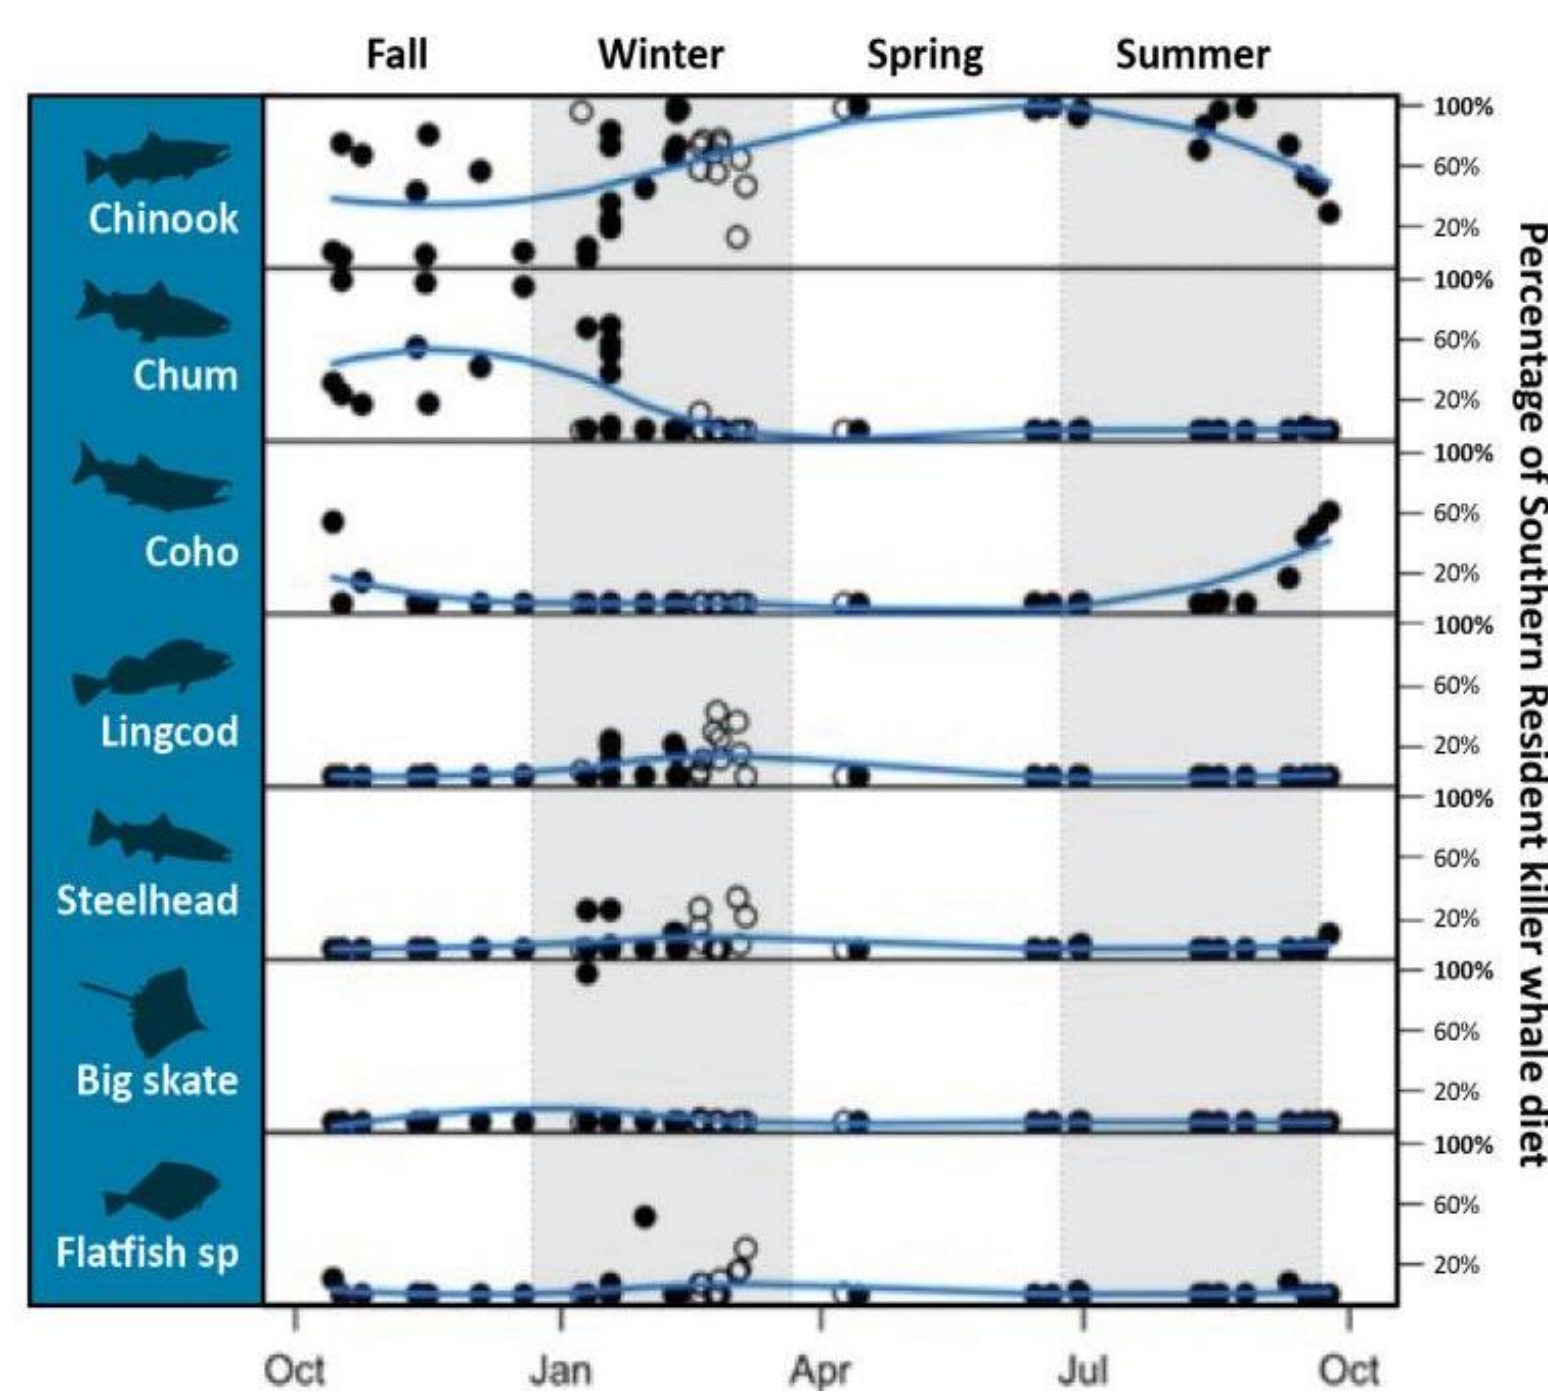 Fall Winter Spring Summer
Chinook
100%
60%
20%
Chum
100%
60%
20%
Coho
100%
60%
20%
Lingcod
100%
60%
20%
Steelhead
100%
60%
20%
Big skate
100%
60%
20%
Flatfish sp
100%
60%
20%
Oct Jan Apr Jul Oct
Percentage of Southern Resident killer whale diet